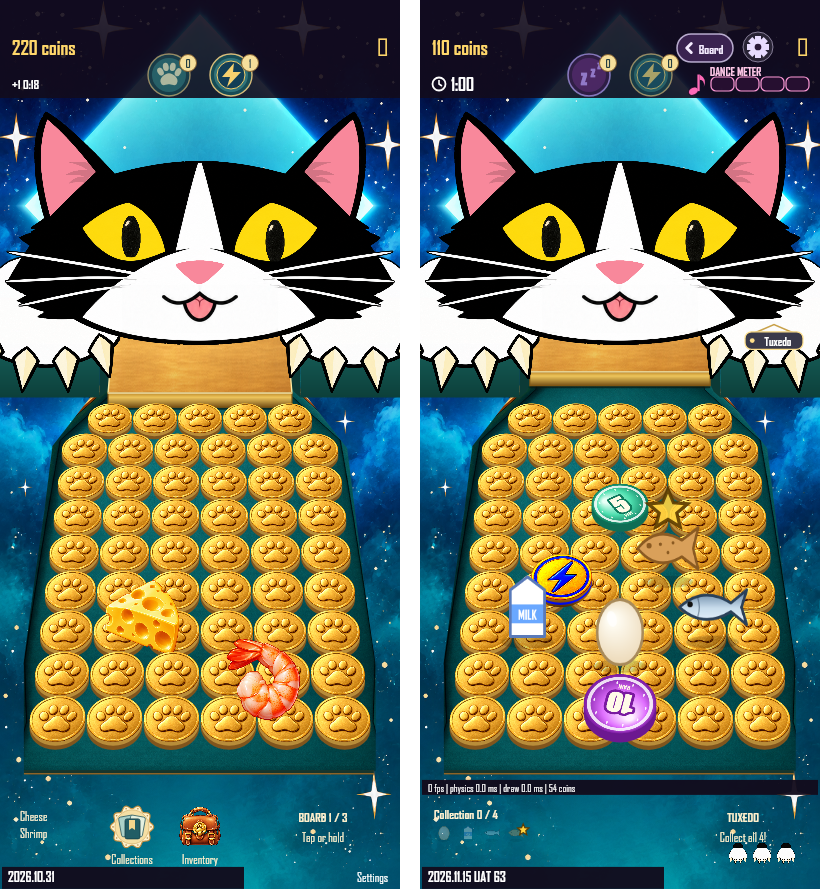 220 coins
0
1
+1 0:18
Cheese
Shrimp
Collections
Inventory
BOARD 1 / 3
Tap or hold
2026.10.31
Settings
110 coins
Board
zzz
0
0
1:00
DANCE METER
Tuxedo
5
MILK
10
0 fps | physics 0.0 ms | draw 0.0 ms | 54 coins
Collection 0 / 4
TUXEDO
Collect all 4!
2026.11.15 UAT 63